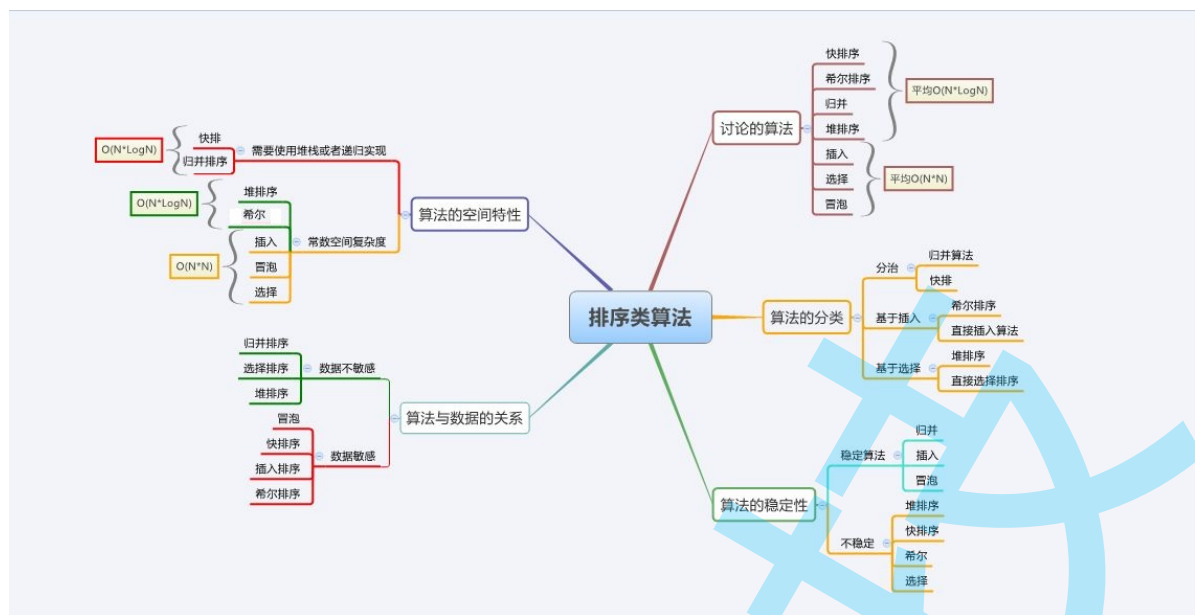 排序类算法
讨论的算法
快排序
希尔排序
归并
堆排序
平均O(N*LogN)
插入
选择
冒泡
平均O(N*N)
算法的分类
分治
归并算法
快排
基于插入
希尔排序
直接插入算法
基于选择
堆排序
直接选择排序
算法的稳定性
稳定算法
归并
插入
冒泡
不稳定
堆排序
快排序
希尔
选择
算法的空间特性
需要使用堆栈或者递归实现
快排
归并排序
O(N*LogN)
常数空间复杂度
堆排序
希尔
O(N*LogN)
插入
冒泡
选择
O(N*N)
算法与数据的关系
数据不敏感
归并排序
选择排序
堆排序
数据敏感
冒泡
快排序
插入排序
希尔排序